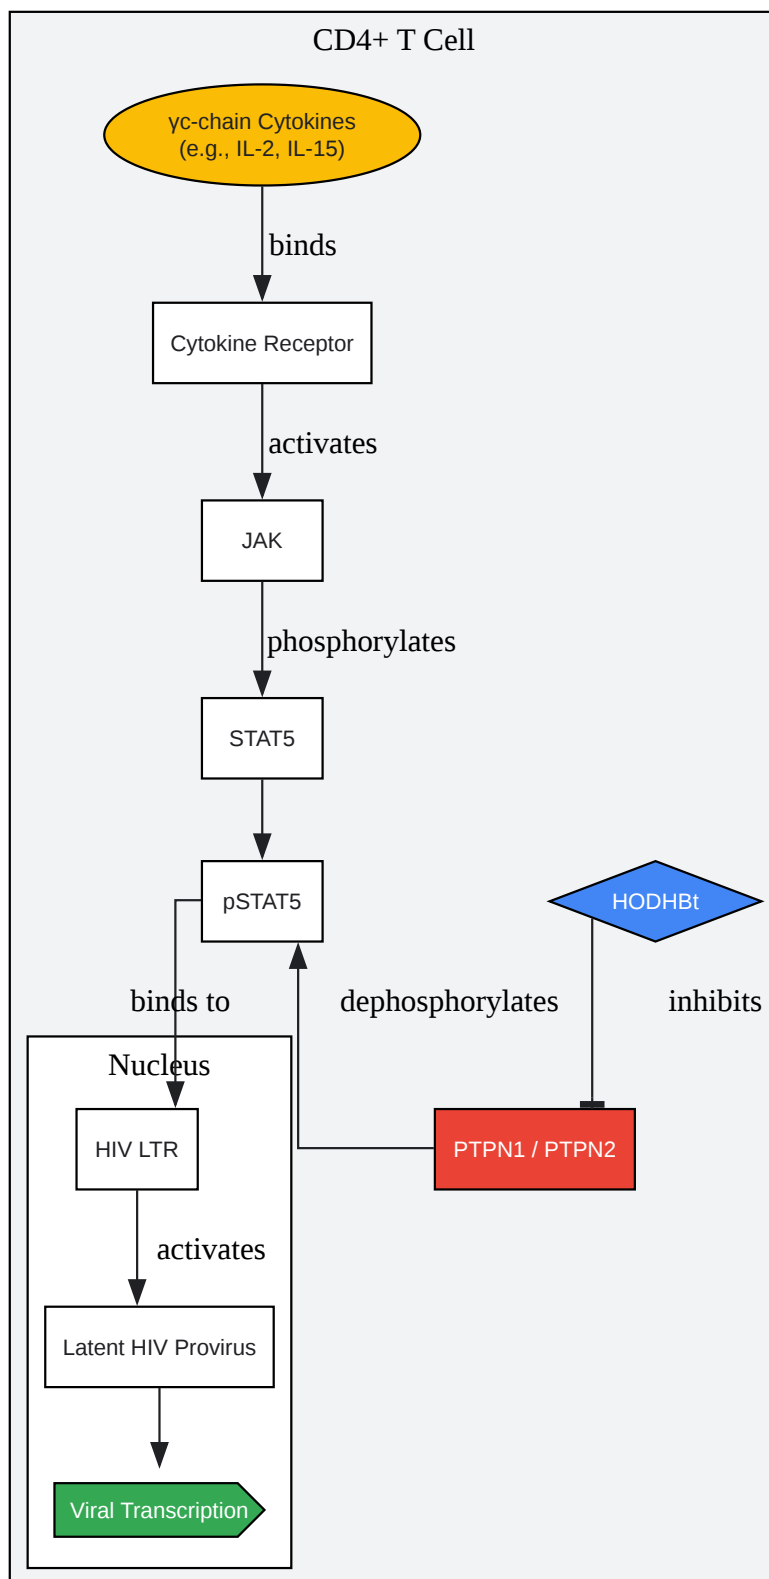 CD4+ T Cell
γc-chain Cytokines
(e.g., IL-2, IL-15)
binds
Cytokine Receptor
activates
JAK
phosphorylates
STAT5
pSTAT5
HODHBt
binds to
dephosphorylates
inhibits
Nucleus
HIV LTR
PTPN1 / PTPN2
activates
Latent HIV Provirus
Viral Transcription